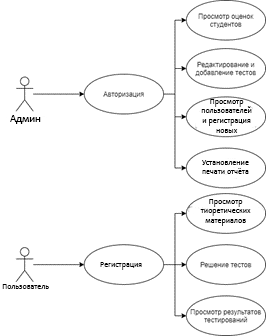 Просмотр оценок
студентов
Редактирование и
добавление тестов
Админ
Авторизация
Просмотр
пользователей
и регистрация
новых
Установление
печати отчёта
Просмотр
тиоретических
материалов
Пользователь
Регистрация
Решение тестов
Просмотр результатов
тестирований